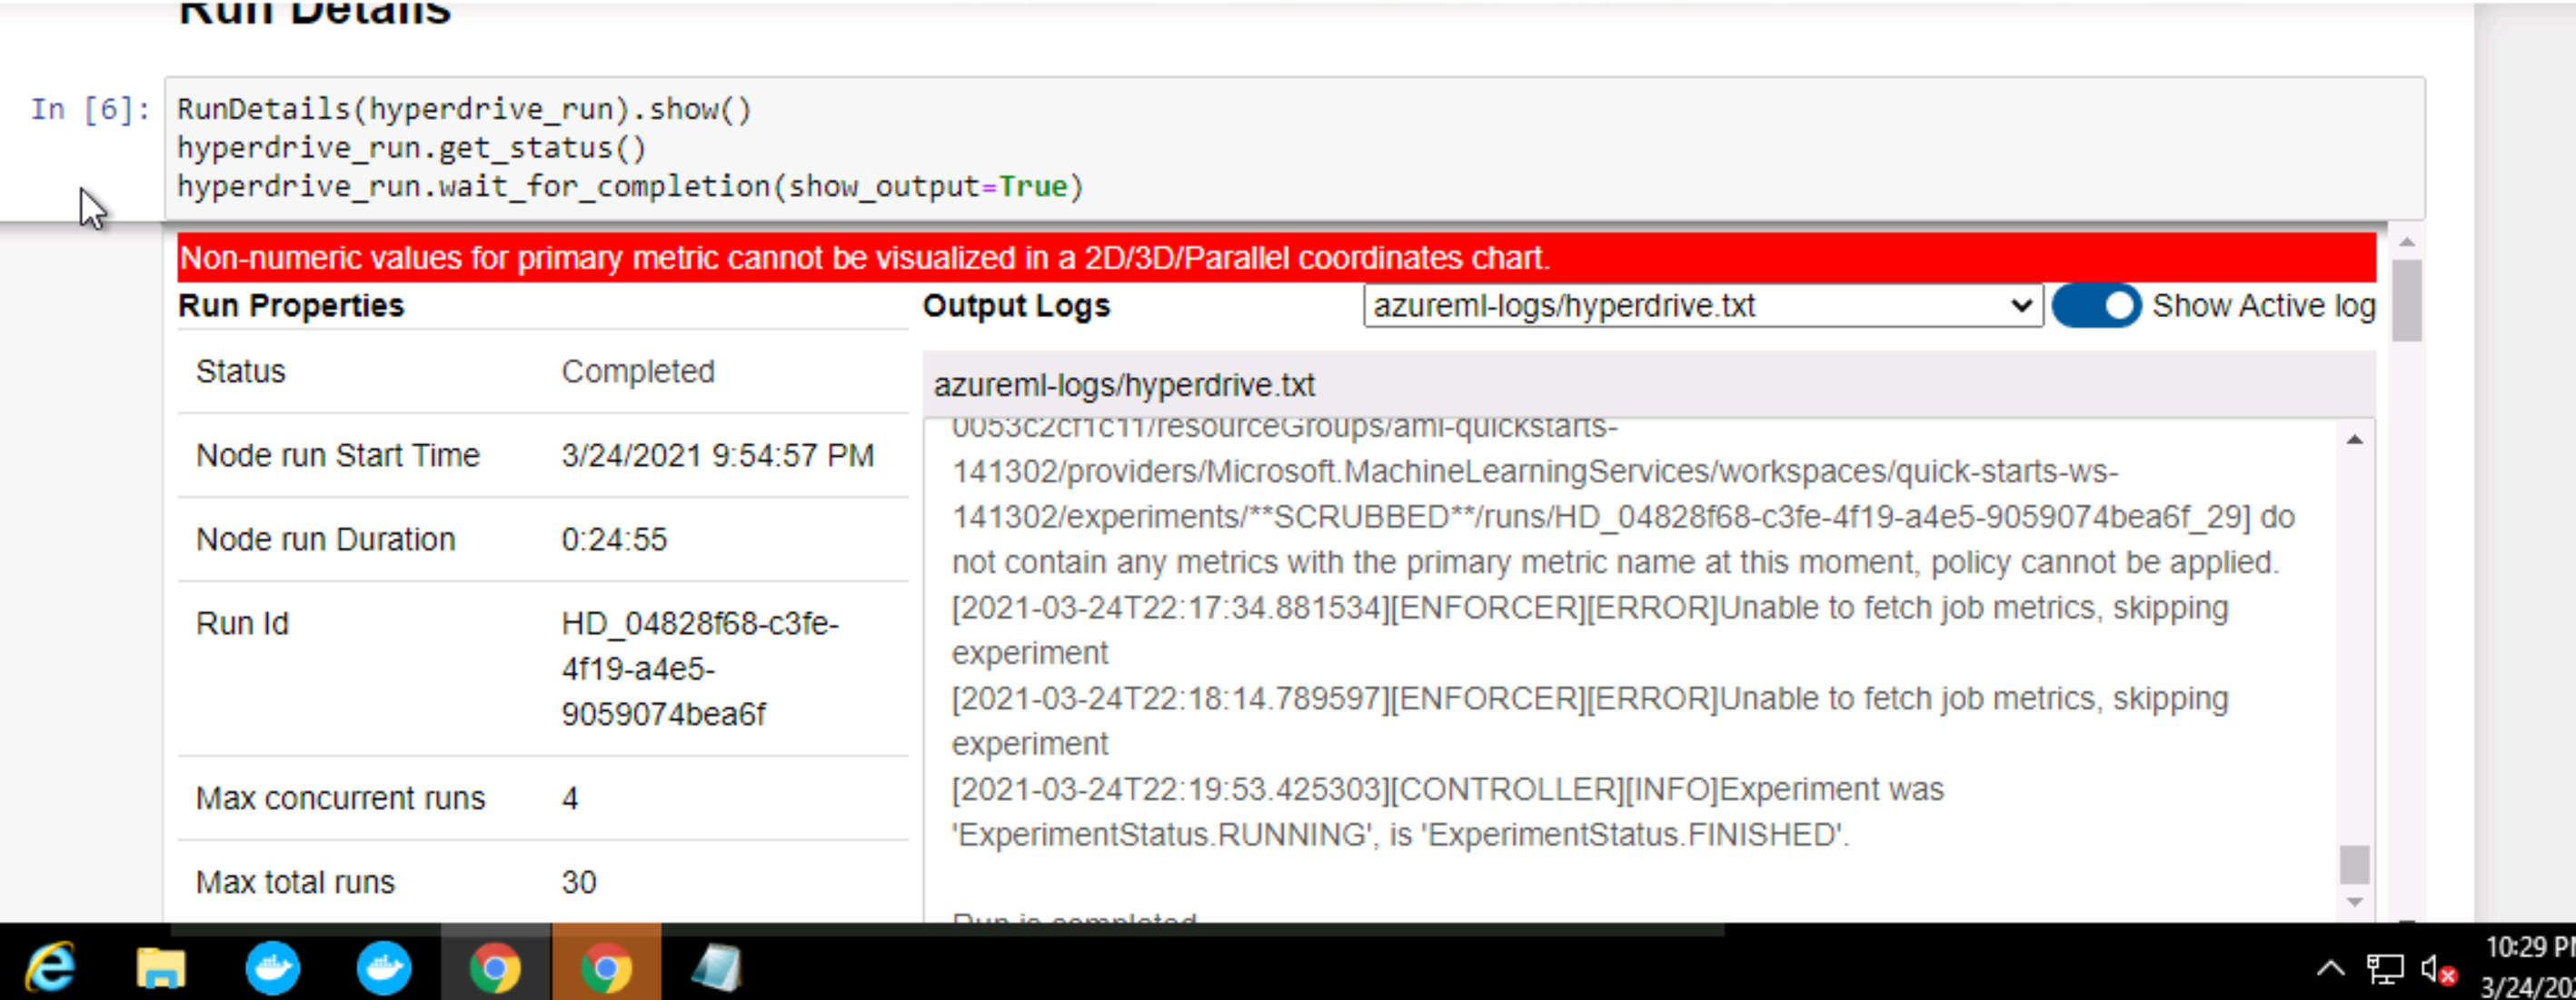 Run Details
In [6]: RunDetails(hyperdrive_run).show()
hyperdrive_run.get_status()
hyperdrive_run.wait_for_completion(show_output=True)
Non-numeric values for primary metric cannot be visualized in a 2D/3D/Parallel coordinates chart.
Run Properties
Status Completed
Node run Start Time 3/24/2021 9:54:57 PM
Node run Duration 0:24:55
Run Id HD_04828f68-c3fe-
4f19-a4e5-
9059074bea6f
Max concurrent runs 4
Max total runs 30
Output Logs azureml-logs/hyperdrive.txt Show Active log
azureml-logs/hyperdrive.txt
0053c2cf1c11/resourceGroups/aml-quickstarts-
141302/providers/Microsoft.MachineLearningServices/workspaces/quick-starts-ws-
141302/experiments/**SCRUBBED**/runs/HD_04828f68-c3fe-4f19-a4e5-9059074bea6f_29] do
not contain any metrics with the primary metric name at this moment, policy cannot be applied.
[2021-03-24T22:17:34.881534][ENFORCER][ERROR]Unable to fetch job metrics, skipping
experiment
[2021-03-24T22:18:14.789597][ENFORCER][ERROR]Unable to fetch job metrics, skipping
experiment
[2021-03-24T22:19:53.425303][CONTROLLER][INFO]Experiment was
'ExperimentStatus.RUNNING', is 'ExperimentStatus.FINISHED'.
Run is completed
10:29 PM
3/24/20